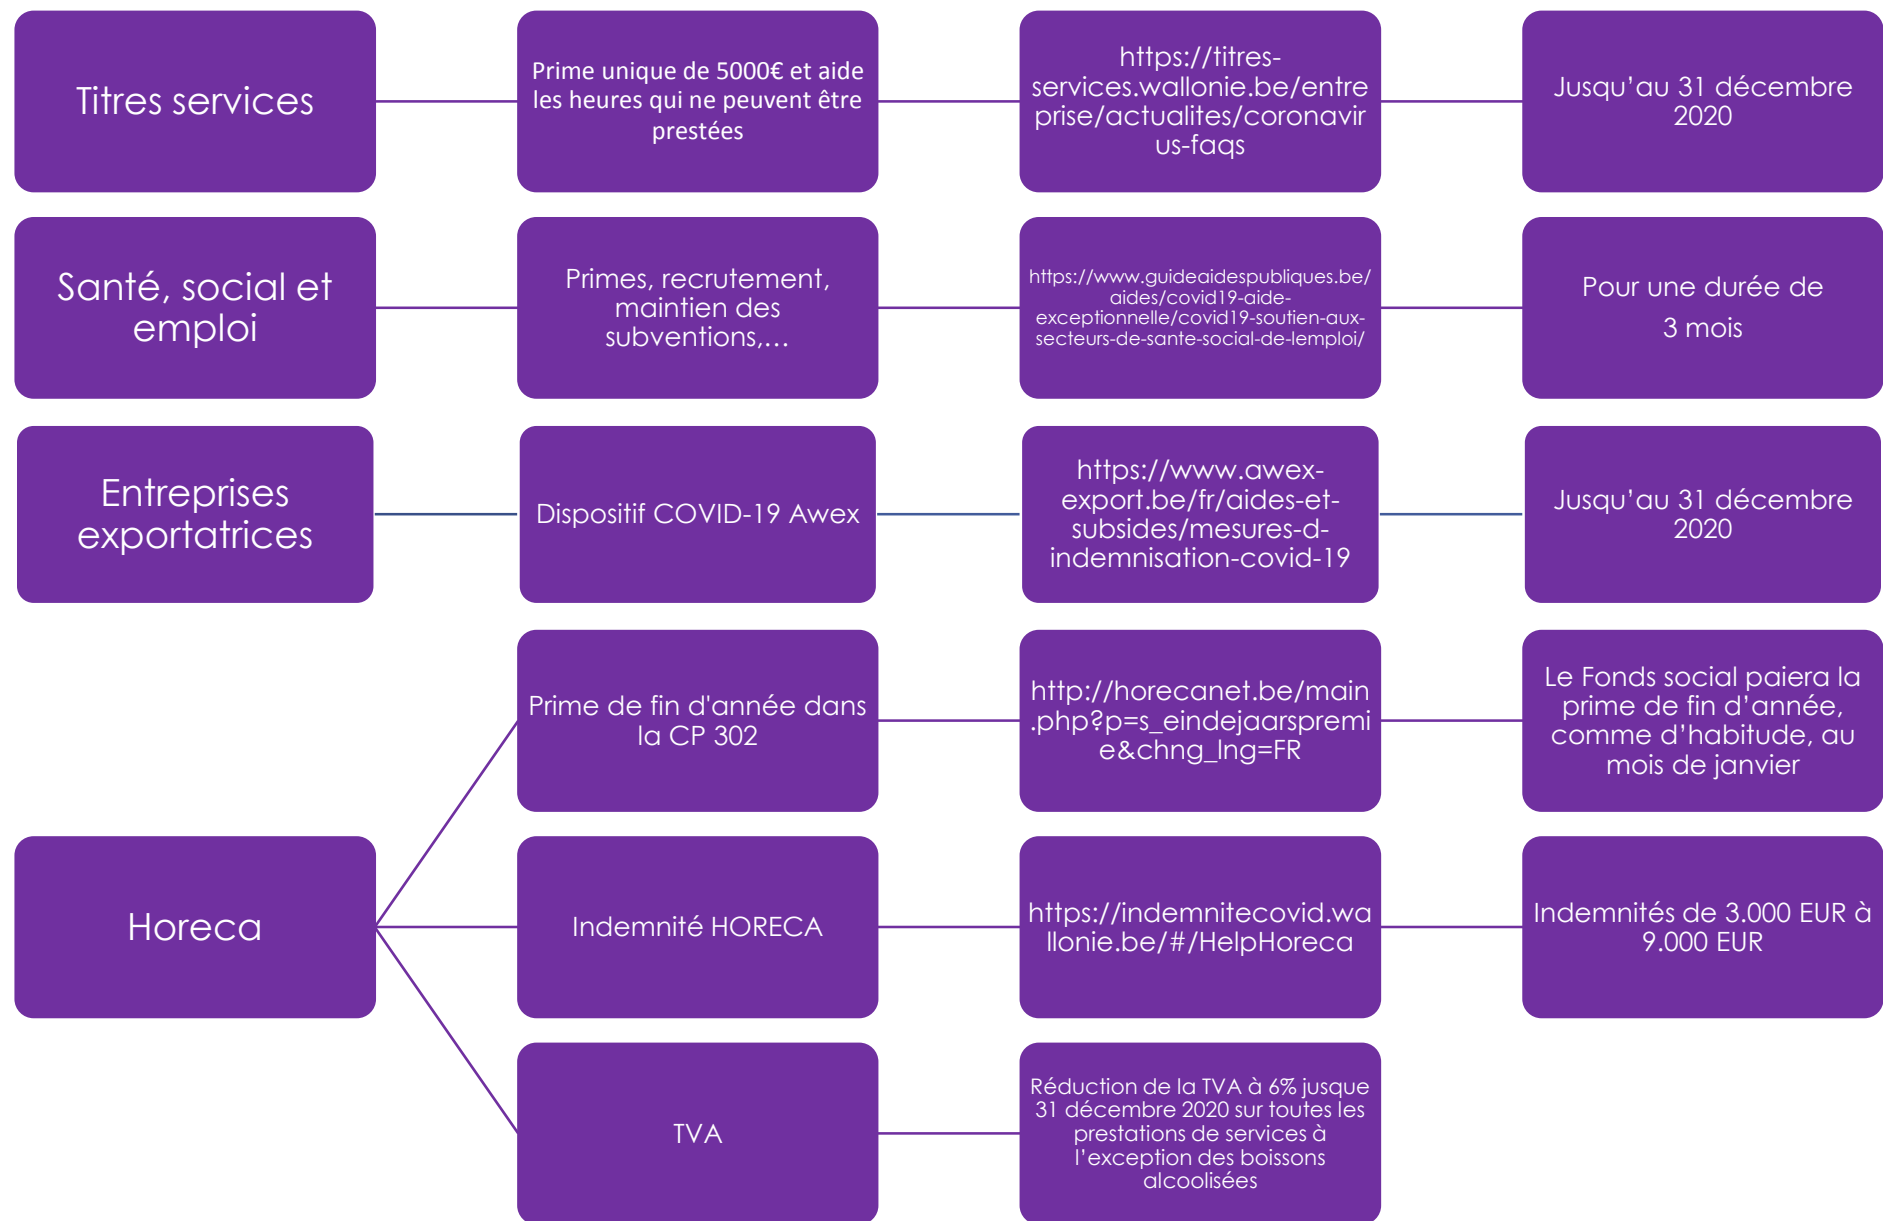 Titres services
Prime unique de 5000€ et aide
les heures qui ne peuvent être
prestées
https://titres-
services.wallonie.be/entre
prise/actualites/coronavir
us-faqs
Jusqu’au 31 décembre
2020
Santé, social et
emploi
Primes, recrutement,
maintien des
subventions,…
https://www.guideaidespubliques.be/
aides/covid19-aide-
exceptionnelle/covid19-soutien-aux-
secteurs-de-sante-social-de-lemploi/
Pour une durée de
3 mois
Entreprises
exportatrices
Dispositif COVID-19 Awex
https://www.awex-
export.be/fr/aides-et-
subsides/mesures-d-
indemnisation-covid-19
Jusqu’au 31 décembre
2020
Horeca
Prime de fin d'année dans
la CP 302
http://horecanet.be/main
.php?p=s_eindejaarspremi
e&chng_lng=FR
Le Fonds social paiera la
prime de fin d’année,
comme d’habitude, au
mois de janvier
Indemnité HORECA
https://indemnitecovid.wa
llonie.be/#/HelpHoreca
Indemnités de 3.000 EUR à
9.000 EUR
TVA
Réduction de la TVA à 6% jusque
31 décembre 2020 sur toutes les
prestations de services à
l’exception des boissons
alcoolisées